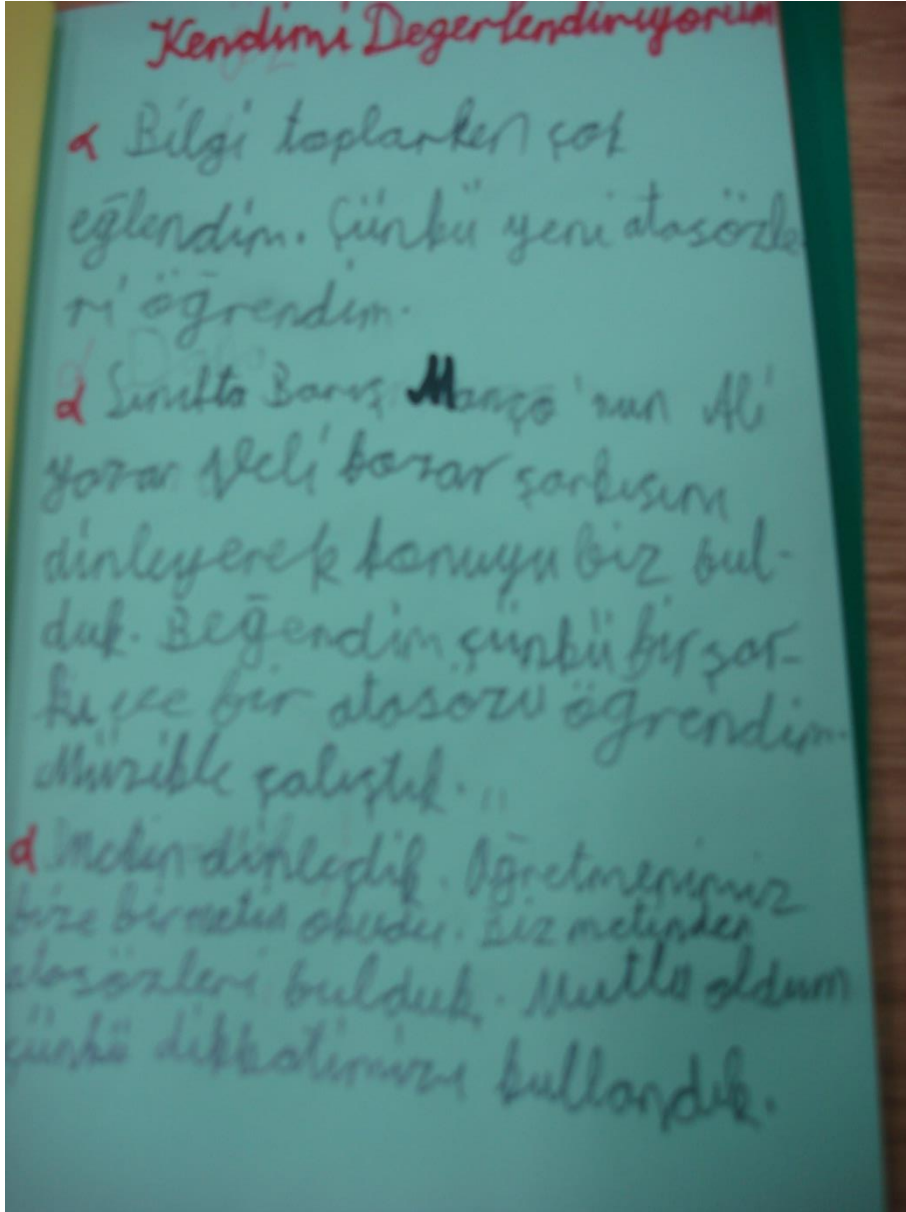 Kendimi Değerlendiriyorum
Bilgi toplarken çok
eğlendim. Çünkü yeni atasözle
ri öğrendim.
Sınıfta Barış Manço'nun Ali
yazar Veli bozar şarkısını
dinleyerek konuyu biz bul-
duk. Beğendim çünkü bir şar-
kı bir atasözü öğrendim.
Müzikle çalıştık.
Metin dinledik. Öğretmenimiz
bize bir metin okudu. Biz metinden
atasözleri bulduk. Mutlu oldum
çünkü dikkatimizi kullandık.